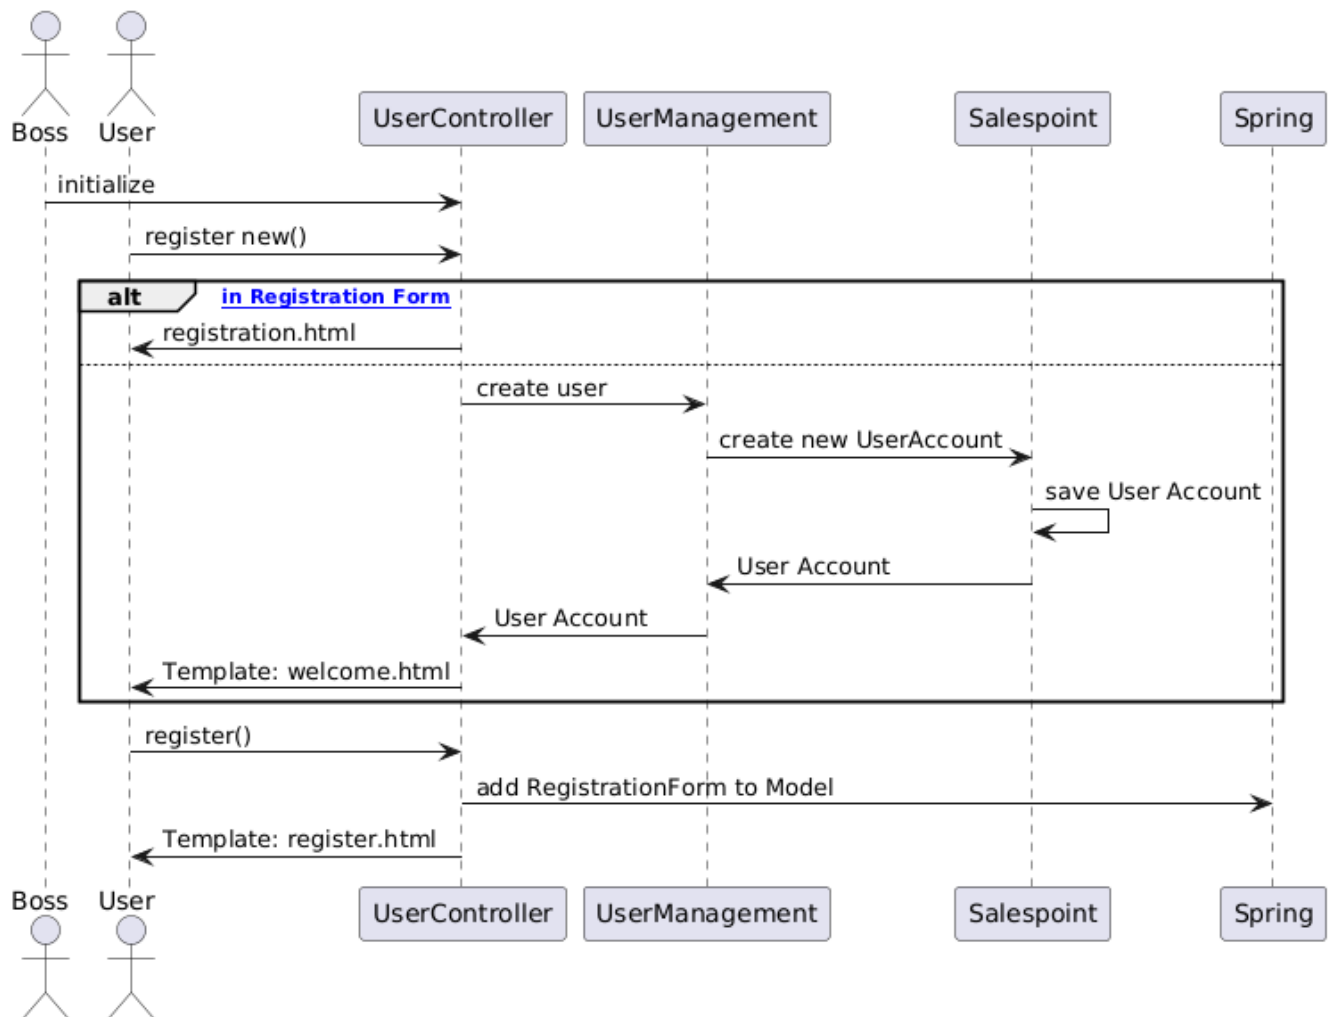 Boss User UserController UserManagement Salespoint Spring
initialize
register new()
alt in Registration Form
registration.html
create user
create new UserAccount
save User Account
User Account
User Account
Template: welcome.html
register()
add RegistrationForm to Model
Template: register.html
Boss User UserController UserManagement Salespoint Spring